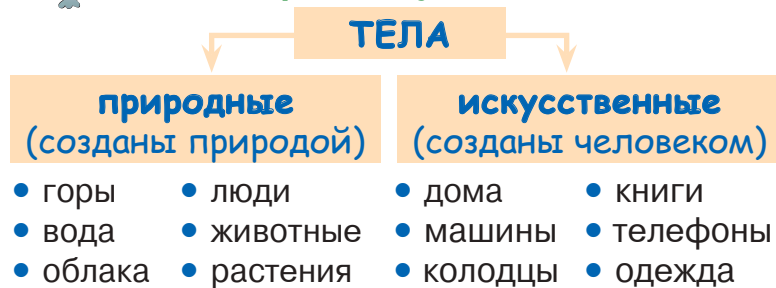 ТЕЛА
природные
(созданы природой)
искусственные
(созданы человеком)
• горы • люди • дома • книги
• вода • животные • машины • телефоны
• облака • растения • колодцы • одежда